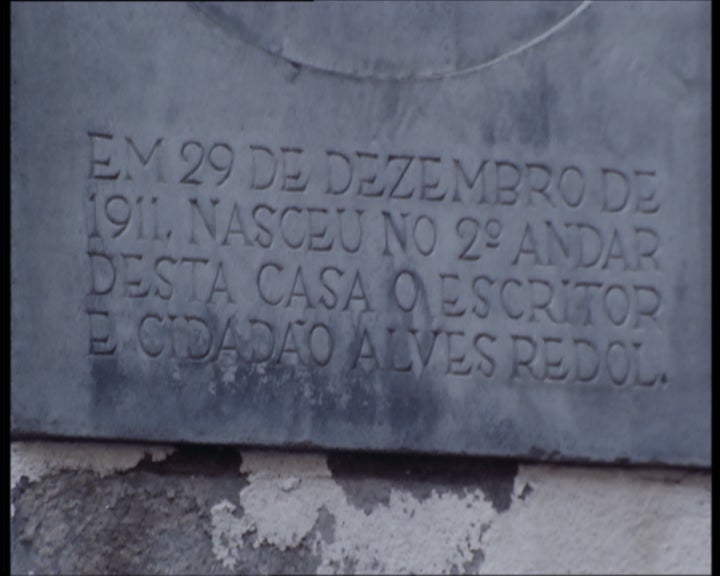 EM 29 DE DEZEMBRO DE
1911, NASCEU NO 2º ANDAR
DESTA CASA O ESCRITOR
E CIDADÃO ALVES REDOL.